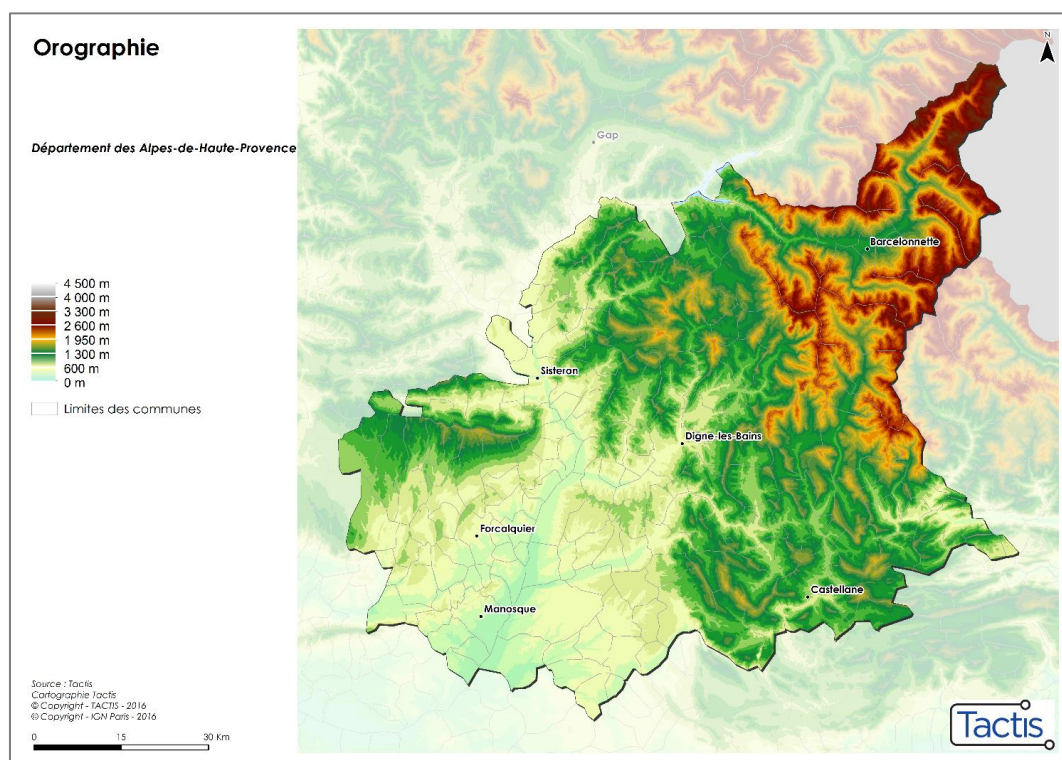 Orographie
N
Département des Alpes-de-Haute-Provence
Gap
Barcelonnette
4 500 m
4 000 m
3 300 m
2 600 m
1 950 m
1 300 m
600 m
0 m
Limites des communes
Sisteron
Digne-les-Bains
Forcalquier
Castellane
Manosque
Source : Tactis
Cartographie Tactis
© Copyright - TACTIS - 2016
© Copyright - IGN Paris - 2016
0 15 30 Km
Tactis